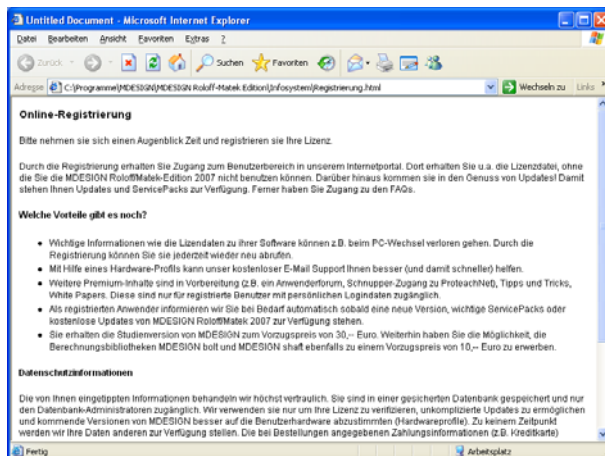 Untitled Document - Microsoft Internet Explorer
Datei Bearbeiten Ansicht Favoriten Extras ?
Zurück Suchen Favoriten
Adresse C:\Programme\MDESIGN\MDESIGN Roloff-Matek Edition\Infosystem\Registrierung.html Wechseln zu Links
Online-Registrierung
Bitte nehmen sie sich einen Augenblick Zeit und registrieren sie Ihre Lizenz.
Durch die Registrierung erhalten Sie Zugang zum Benutzerbereich in unserem Internetportal. Dort erhalten Sie u.a. die Lizenzdatei, ohne
die Sie die MDESIGN Roloff/Matek-Edition 2007 nicht benutzen können. Darüber hinaus kommen sie in den Genuss von Updates! Damit
stehen Ihnen Updates und ServicePacks zur Verfügung. Ferner haben Sie Zugang zu den FAQs.
Welche Vorteile gibt es noch?
• Wichtige Informationen wie die Lizendaten zu ihrer Software können z.B. beim PC-Wechsel verloren gehen. Durch die
Registrierung können Sie sie jederzeit wieder neu abrufen.
• Mit Hilfe eines Hardware-Profils kann unser kostenloser E-Mail Support Ihnen besser (und damit schneller) helfen.
• Weitere Premium-Inhalte sind in Vorbereitung (z.B. ein Anwenderforum, Schnupper-Zugang zu ProteachNet), Tipps und Tricks,
White Papers. Diese sind nur für registrierte Benutzer mit persönlichen Logindaten zugänglich.
• Als registrierten Anwender informieren wir Sie bei Bedarf automatisch sobald eine neue Version, wichtige ServicePacks oder
kostenlose Updates von MDESIGN Roloff/Matek 2007 zur Verfügung stehen.
• Sie erhalten die Studienversion von MDESIGN zum Vorzugspreis von 30,-- Euro. Weiterhin haben Sie die Möglichkeit, die
Berechnungsbibliotheken MDESIGN bolt und MDESIGN shaft ebenfalls zu einem Vorzugspreis von 10,-- Euro zu erwerben.
Datenschutzinformationen
Die von Ihnen eingetippten Informationen behandeln wir höchst vertraulich. Sie sind in einer gesicherten Datenbank gespeichert und nur
den Datenbank-Administratoren zugänglich. Wir verwenden sie nur um Ihre Lizenz zu verifizieren, unkomplizierte Updates zu ermöglichen
und kommende Versionen von MDESIGN besser auf die Benutzerhardware abzustimmten (Hardwareprofile). Zu keinem Zeitpunkt
werden wir Ihre Daten anderen zur Verfügung stellen. Die bei Bestellungen angegebenen Zahlungsinformationen (z.B. Kreditkarte)
Fertig Arbeitsplatz